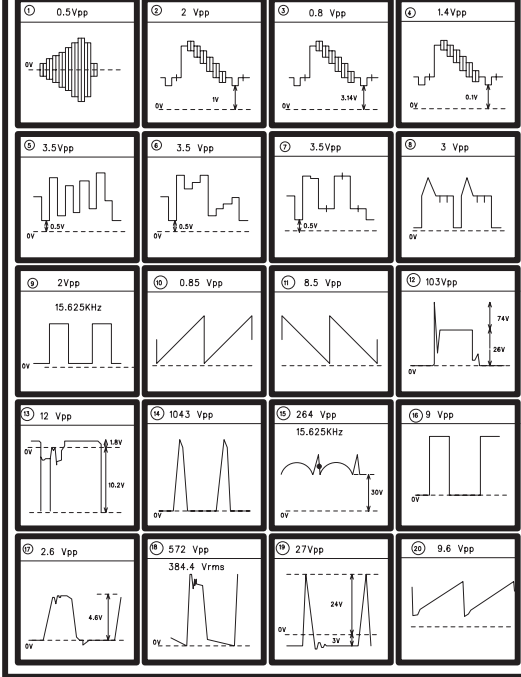 ① 0.5Vpp
0V
② 2 Vpp
1V
③ 0.8 Vpp
3.14V
0V
④ 1.4Vpp
0.1V
0V
⑤ 3.5Vpp
0.5V
0V
⑥ 3.5 Vpp
0.5V
0V
⑦ 3.5Vpp
0.5V
0V
⑧ 3 Vpp
0V
⑨ 2Vpp
15.625KHz
0V
⑩ 0.85 Vpp
⑪ 8.5 Vpp
⑫ 103Vpp
74V
26V
0V
⑬ 12 Vpp
1.8V
0V
10.2V
⑭ 1043 Vpp
0V
⑮ 264 Vpp
15.625KHz
30V
0V
⑯ 9 Vpp
0V
⑰ 2.6 Vpp
4.6V
0V
⑱ 572 Vpp
384.4 Vrms
0V
⑲ 27Vpp
24V
0V
3V
⑳ 9.6 Vpp